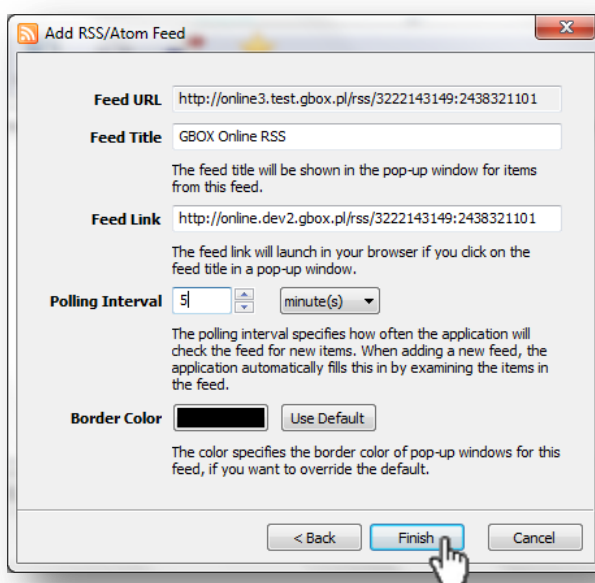 Add RSS/Atom Feed
Feed URL http://online3.test.gbox.pl/rss/3222143149:2438321101
Feed Title GBOX Online RSS
The feed title will be shown in the pop-up window for items
from this feed.
Feed Link http://online.dev2.gbox.pl/rss/3222143149:2438321101
The feed link will launch in your browser if you click on the
feed title in a pop-up window.
Polling Interval 5 minute(s)
The polling interval specifies how often the application will
check the feed for new items. When adding a new feed, the
application automatically fills this in by examining the items in
the feed.
Border Color Use Default
The color specifies the border color of pop-up windows for this
feed, if you want to override the default.
< Back Finish Cancel